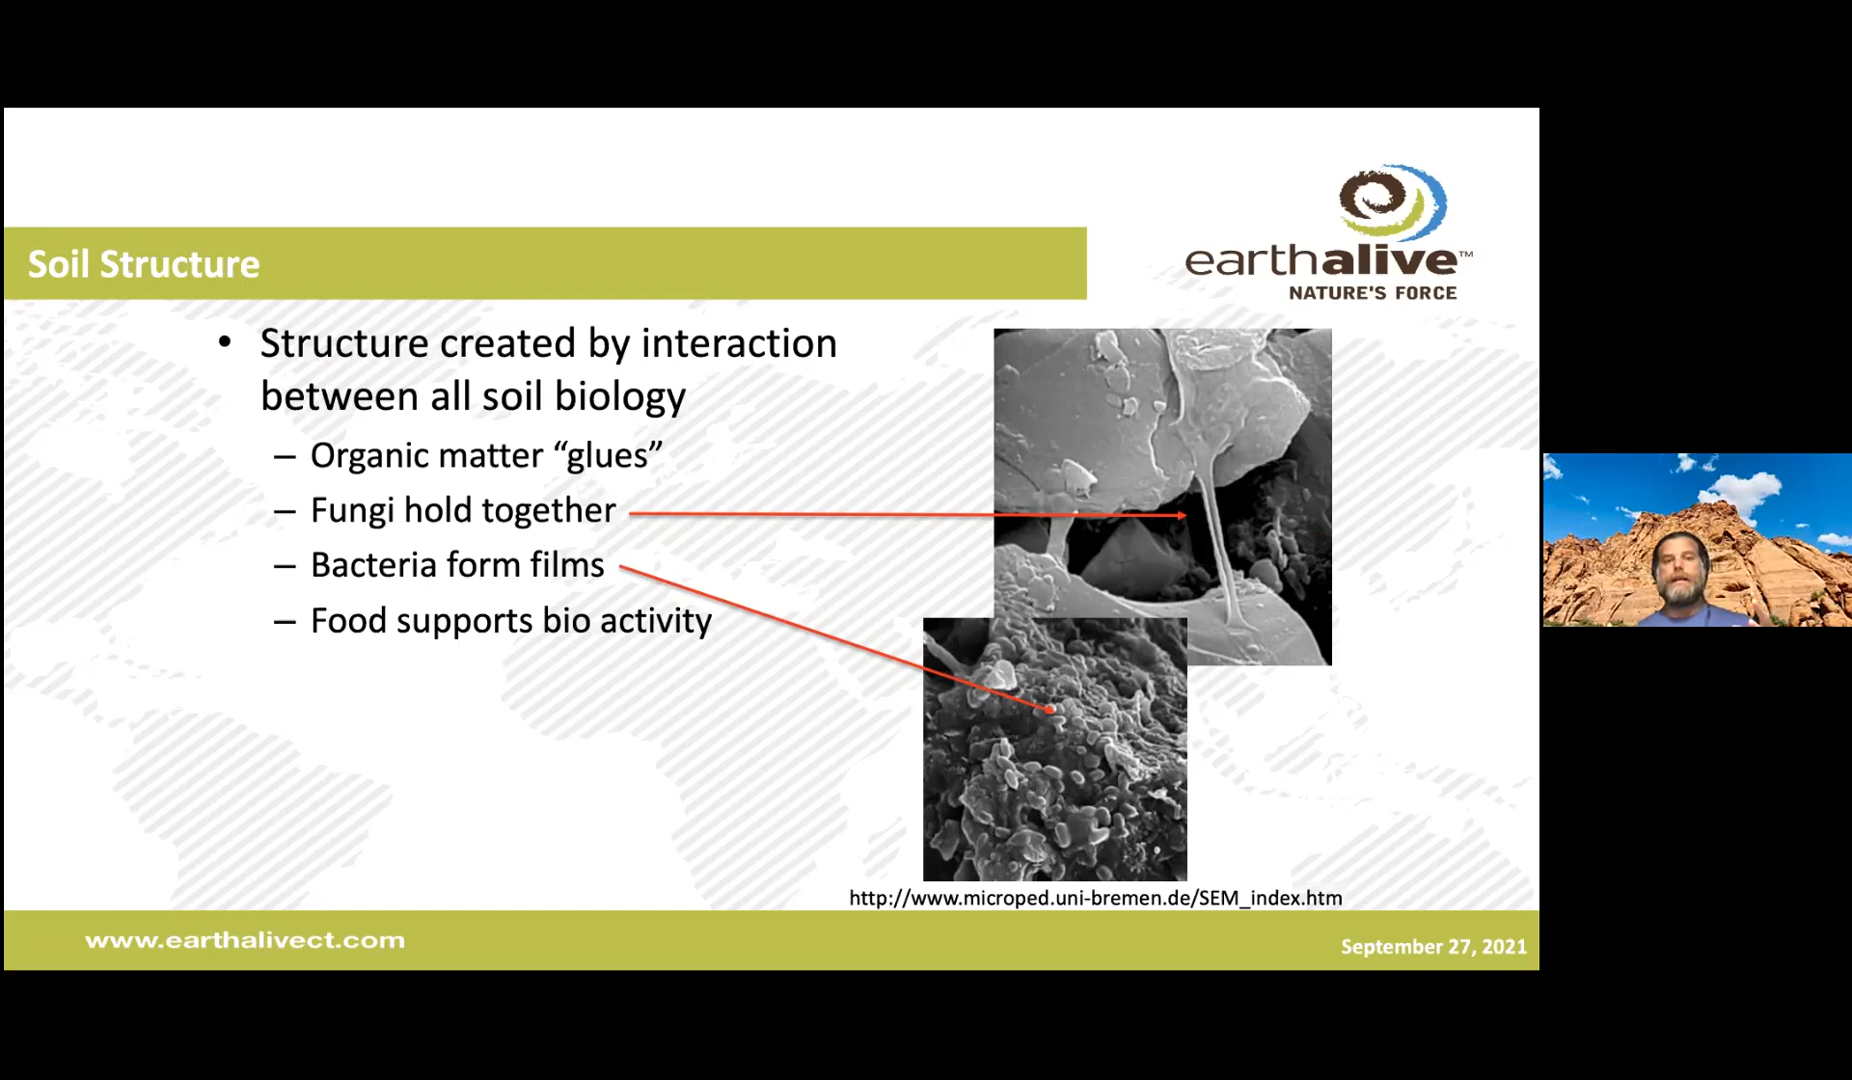 earthalive™
NATURE'S FORCE
Soil Structure
• Structure created by interaction
between all soil biology
– Organic matter “glues”
– Fungi hold together
– Bacteria form films
– Food supports bio activity
http://www.microped.uni-bremen.de/SEM_index.htm
www.earthalivect.com
September 27, 2021